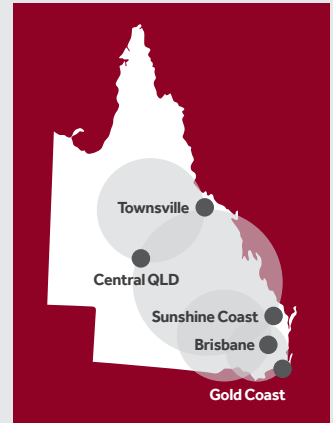 Townsville
Central QLD
Sunshine Coast
Brisbane
Gold Coast